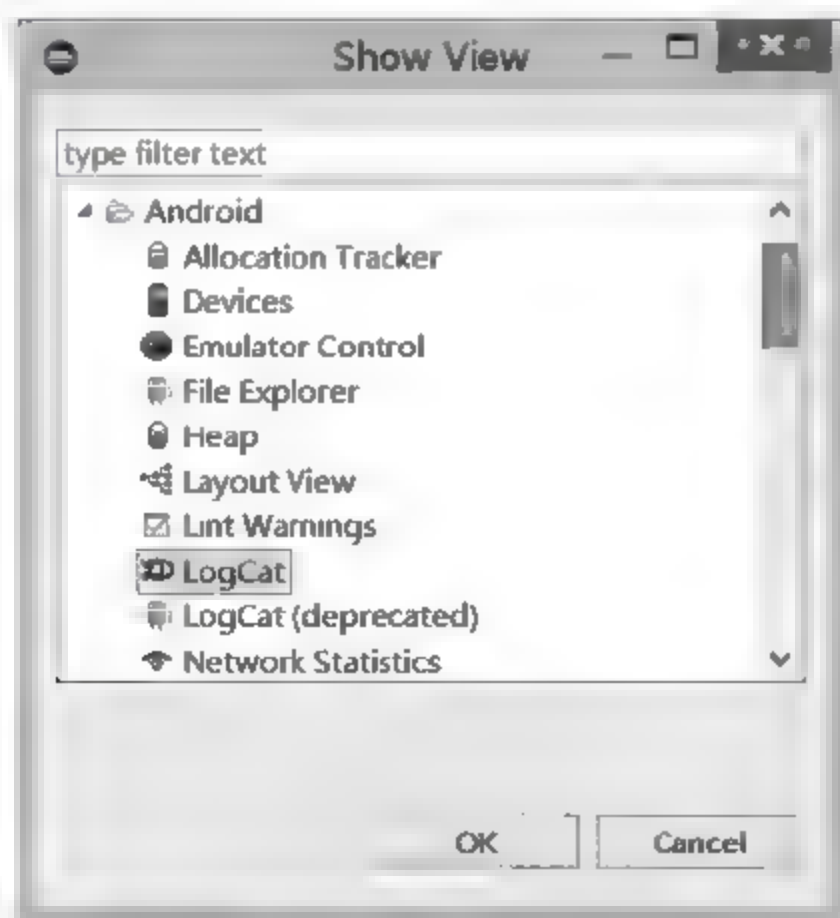 Show View
type filter text
Android
Allocation Tracker
Devices
Emulator Control
File Explorer
Heap
Layout View
Lint Warnings
LogCat
LogCat (deprecated)
Network Statistics
OK Cancel